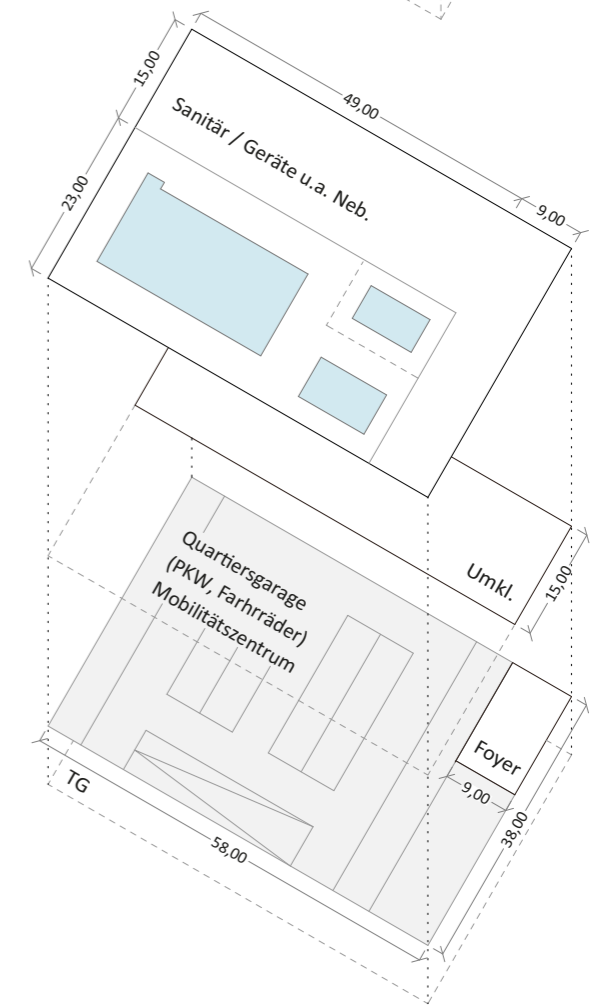 49,00
15,00
9,00
Sanitär / Geräte u.a. Neb.
23,00
Umkl.
15,00
Quartiersgarage
(PKW, Farhrräder)
Mobilitätszentrum
Foyer
9,00
38,00
TG
58,00